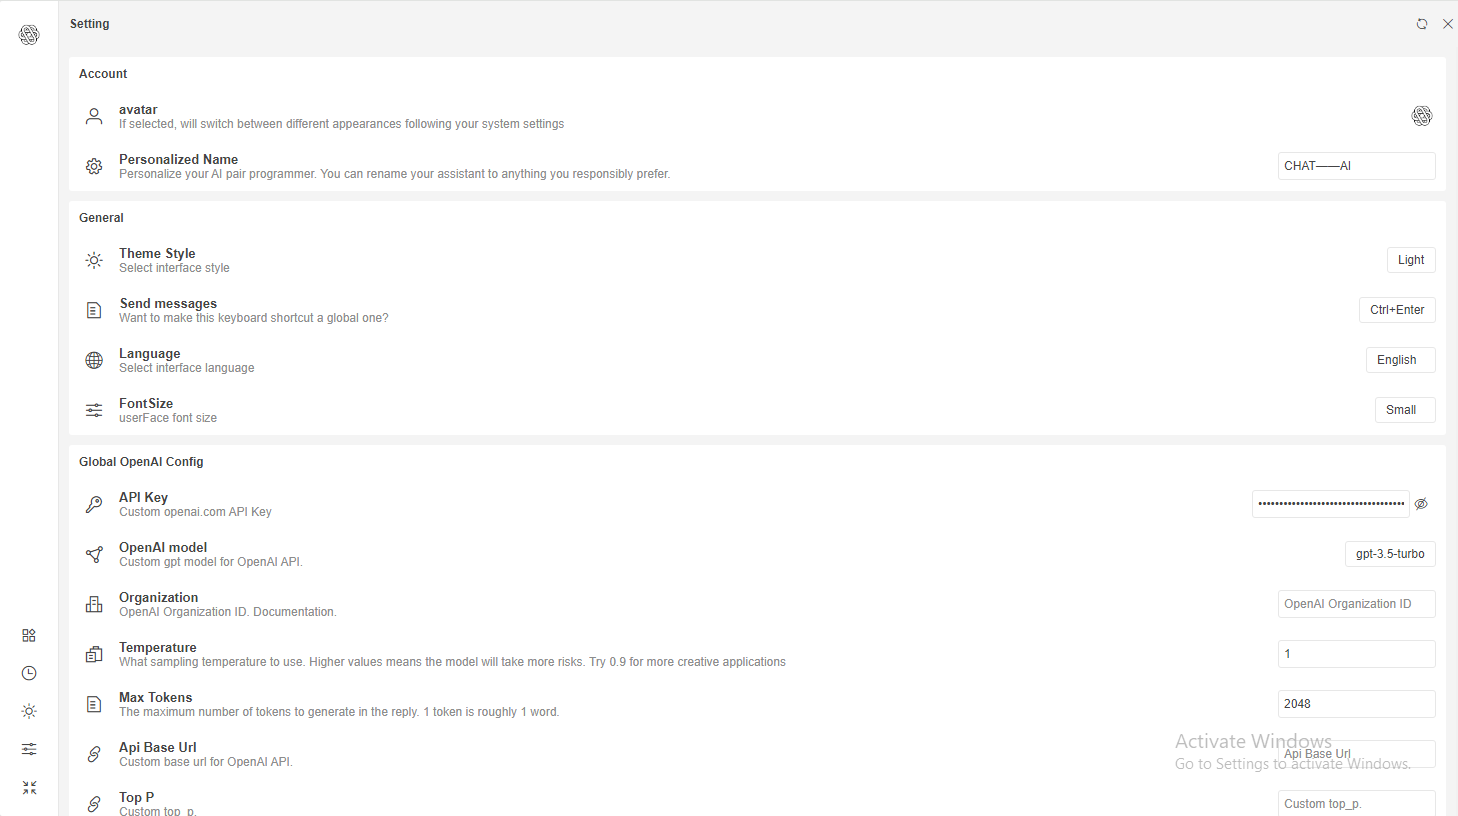 Setting
Account
avatar
If selected, will switch between different appearances following your system settings
Personalized Name
Personalize your AI pair programmer. You can rename your assistant to anything you responsibly prefer.
CHAT——AI
General
Theme Style
Select interface style
Light
Send messages
Want to make this keyboard shortcut a global one?
Ctrl+Enter
Language
Select interface language
English
FontSize
userFace font size
Small
Global OpenAI Config
API Key
Custom openai.com API Key
OpenAI model
Custom gpt model for OpenAI API.
gpt-3.5-turbo
Organization
OpenAI Organization ID. Documentation.
OpenAI Organization ID
Temperature
What sampling temperature to use. Higher values means the model will take more risks. Try 0.9 for more creative applications
1
Max Tokens
The maximum number of tokens to generate in the reply. 1 token is roughly 1 word.
2048
Api Base Url
Custom base url for OpenAI API.
Api Base Url
Activate Windows
Go to Settings to activate Windows.
Top P
Custom top_p.
Custom top_p.